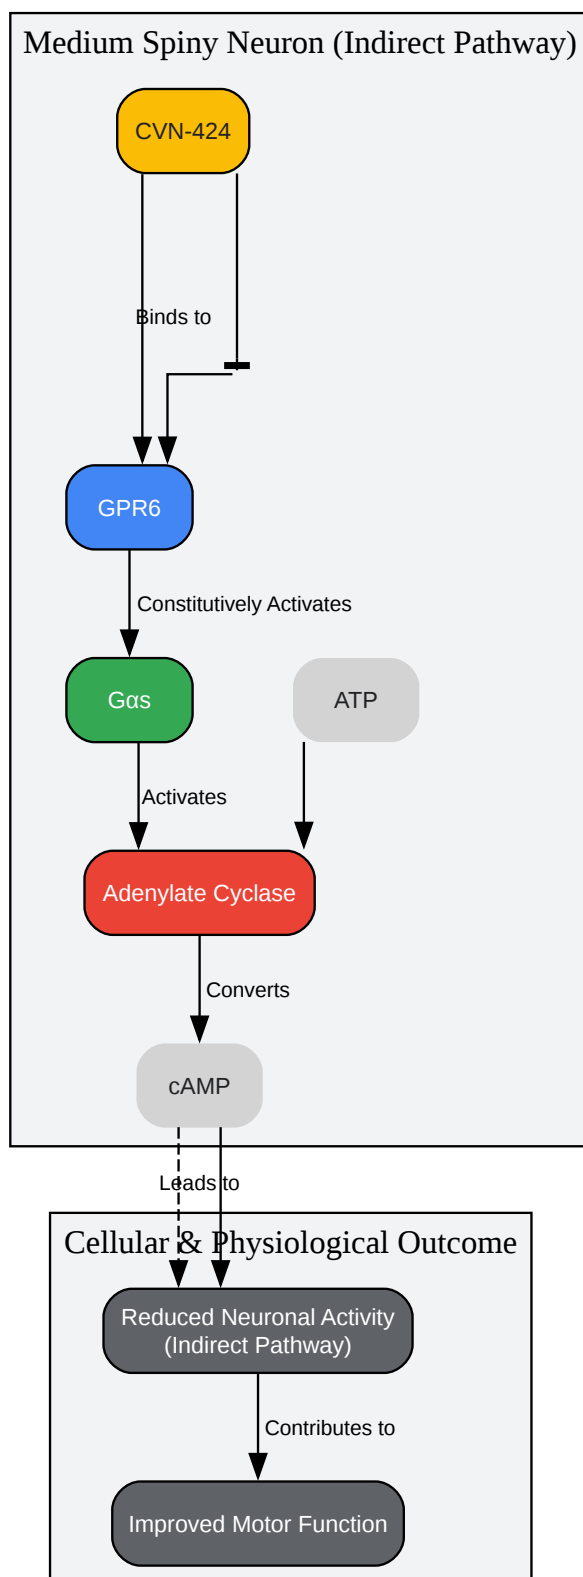 Medium Spiny Neuron (Indirect Pathway)
CVN-424
Binds to
GPR6
Constitutively Activates
Gαs
ATP
Activates
Adenylate Cyclase
Converts
cAMP
Leads to
Cellular & Physiological Outcome
Reduced Neuronal Activity
(Indirect Pathway)
Contributes to
Improved Motor Function